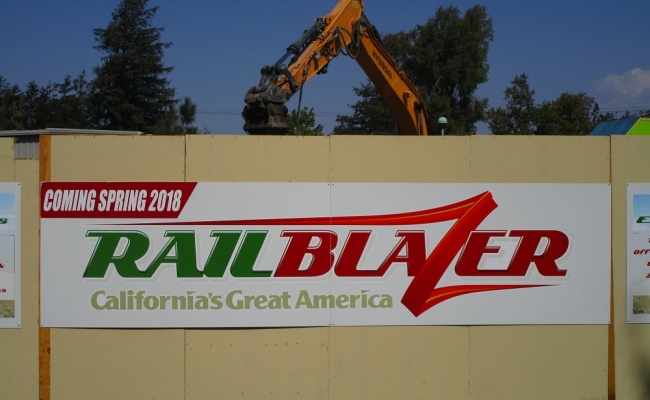 COMING SPRING 2018
RAILBLAZER
California's Great America